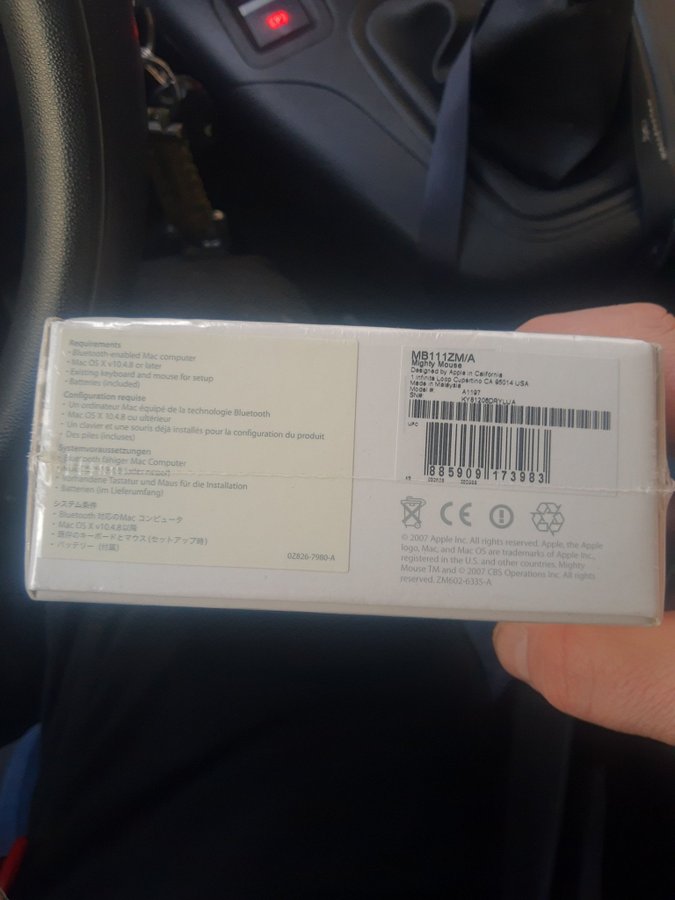 Requirements
· Bluetooth-enabled Mac computer
· Mac OS X v10.4.8 or later
· Existing keyboard and mouse for setup
· Batteries (included)
Configuration requise
· Un ordinateur Mac équipé de la technologie Bluetooth
· Mac OS X 10.4.8 ou ultérieur
· Un clavier et une souris déjà installés pour la configuration du produit
· Des piles (incluses)
Systemvoraussetzungen
· Bluetooth fähiger Mac Computer
· Vorhandene Tastatur und Maus für die Installation
· Batterien (im Lieferumfang)
システム条件
· Bluetooth 対応のMac コンピュータ
· Mac OS X v10.4.8以降
· 既存のキーボードとマウス (セットアップ時)
· バッテリー (付属)
0Z826-7980-A
MB111ZM/A
Mighty Mouse
Designed by Apple in California
1 Infinite Loop Cupertino CA 95014 USA
Made in Malaysia
Model #: A1197
SN#:
UPC
885909 173983
CE
© 2007 Apple Inc. All rights reserved. Apple, the Apple
logo, Mac, and Mac OS are trademarks of Apple Inc.,
registered in the U.S. and other countries. Mighty
Mouse TM and © 2007 CBS Operations Inc. All rights
reserved. ZM602-6335-A